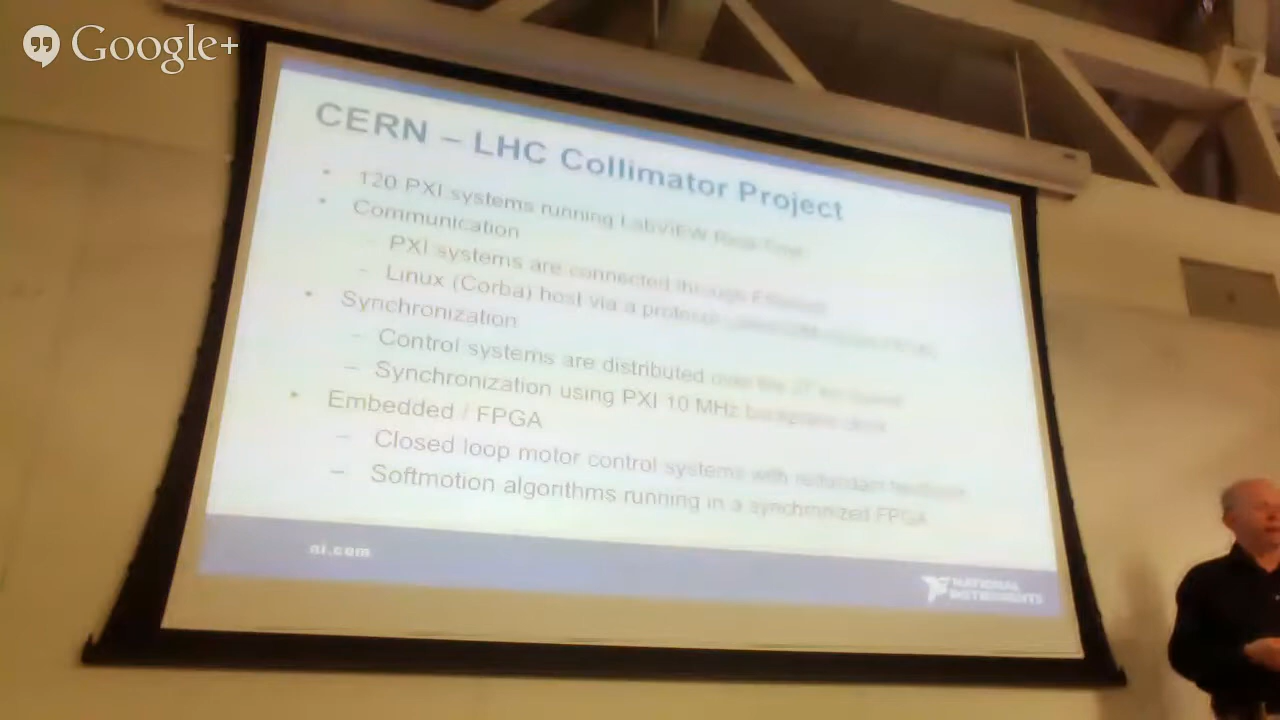 Google+
CERN – LHC Collimator Project
• 120 PXI systems running LabVIEW Real-Time
• Communication
PXI systems are connected through Ethernet
– Linux (Corba) host via a protocol
• Synchronization
– Control systems are distributed over the 27 km
– Synchronization using PXI 10 MHz backplane clock
• Embedded / FPGA
– Closed loop motor control systems with redundant feedback
– Softmotion algorithms running in a synchronized FPGA
ni.com
NATIONAL
INSTRUMENTS